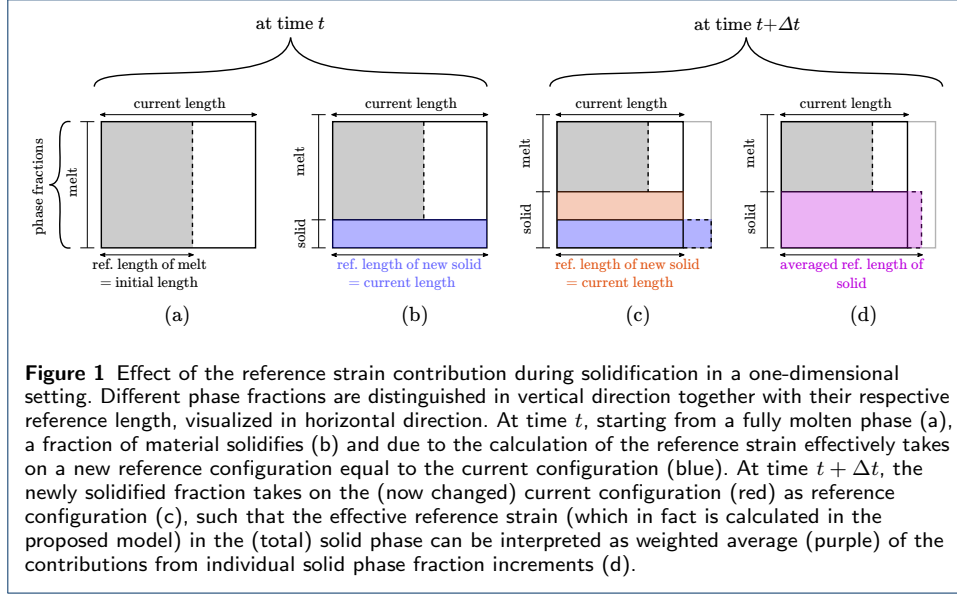 at time t
at time t+Δt
current length
current length
current length
current length
phase fractions
melt
melt
solid
melt
solid
melt
solid
ref. length of melt
= initial length
ref. length of new solid
= current length
ref. length of new solid
= current length
averaged ref. length of
solid
(a)
(b)
(c)
(d)
Figure 1 Effect of the reference strain contribution during solidification in a one-dimensional
setting. Different phase fractions are distinguished in vertical direction together with their respective
reference length, visualized in horizontal direction. At time t, starting from a fully molten phase (a),
a fraction of material solidifies (b) and due to the calculation of the reference strain effectively takes
on a new reference configuration equal to the current configuration (blue). At time t + Δt, the
newly solidified fraction takes on the (now changed) current configuration (red) as reference
configuration (c), such that the effective reference strain (which in fact is calculated in the
proposed model) in the (total) solid phase can be interpreted as weighted average (purple) of the
contributions from individual solid phase fraction increments (d).